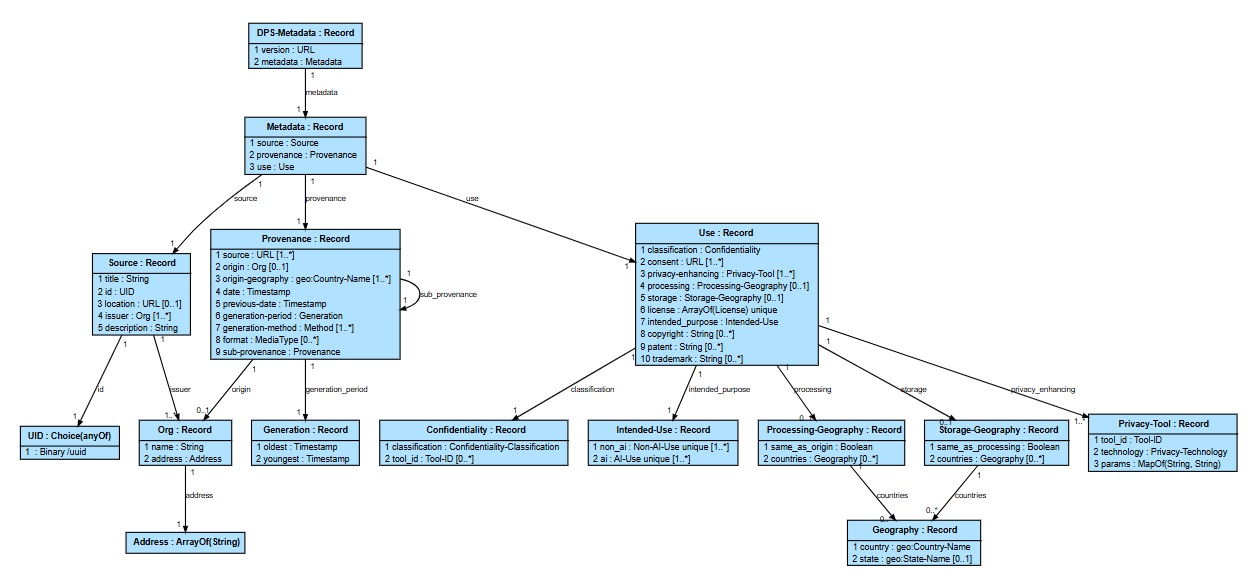 DPS-Metadata : Record
1 version : URL
2 metadata : Metadata
1
metadata
1
Metadata : Record
1 source : Source
2 provenance : Provenance
3 use : Use
1
1
1
source
provenance
use
1
1
1
Source : Record
1 title : String
2 id : UID
3 location : URL [0..1]
4 issuer : Org [1..*]
5 description : String
Provenance : Record
1 source : URL [1..*]
2 origin : Org [0..1]
3 origin-geography : geo:Country-Name [1..*]
4 date : Timestamp
5 previous-date : Timestamp
6 generation-period : Generation
7 generation-method : Method [1..*]
8 format : MediaType [0..*]
9 sub-provenance : Provenance
1
sub_provenance
1
Use : Record
1 classification : Confidentiality
2 consent : URL [1..*]
3 privacy-enhancing : Privacy-Tool [1..*]
4 processing : Processing-Geography [0..1]
5 storage : Storage-Geography [0..1]
6 license : ArrayOf(License) unique
7 intended_purpose : Intended-Use
8 copyright : String [0..*]
9 patent : String [0..*]
10 trademark : String [0..*]
1
1
1
1
1
1
1
1
1
id
issuer
origin
generation_period
classification
intended_purpose
processing
storage
privacy_enhancing
1
1..*
0..1
1
1
1
1..*
UID : Choice(anyOf)
1 : Binary /uuid
Org : Record
1 name : String
2 address : Address
Generation : Record
1 oldest : Timestamp
2 youngest : Timestamp
Confidentiality : Record
1 classification : Confidentiality-Classification
2 tool_id : Tool-ID [0..*]
Intended-Use : Record
1 non_ai : Non-AI-Use unique [1..*]
2 ai : AI-Use unique [1..*]
Processing-Geography : Record
1 same_as_origin : Boolean
2 countries : Geography [0..*]
Storage-Geography : Record
1 same_as_processing : Boolean
2 countries : Geography [0..*]
Privacy-Tool : Record
1 tool_id : Tool-ID
2 technology : Privacy-Technology
3 params : MapOf(String, String)
1
address
1
1
1
countries
countries
0..*
Address : ArrayOf(String)
Geography : Record
1 country : geo:Country-Name
2 state : geo:State-Name [0..1]